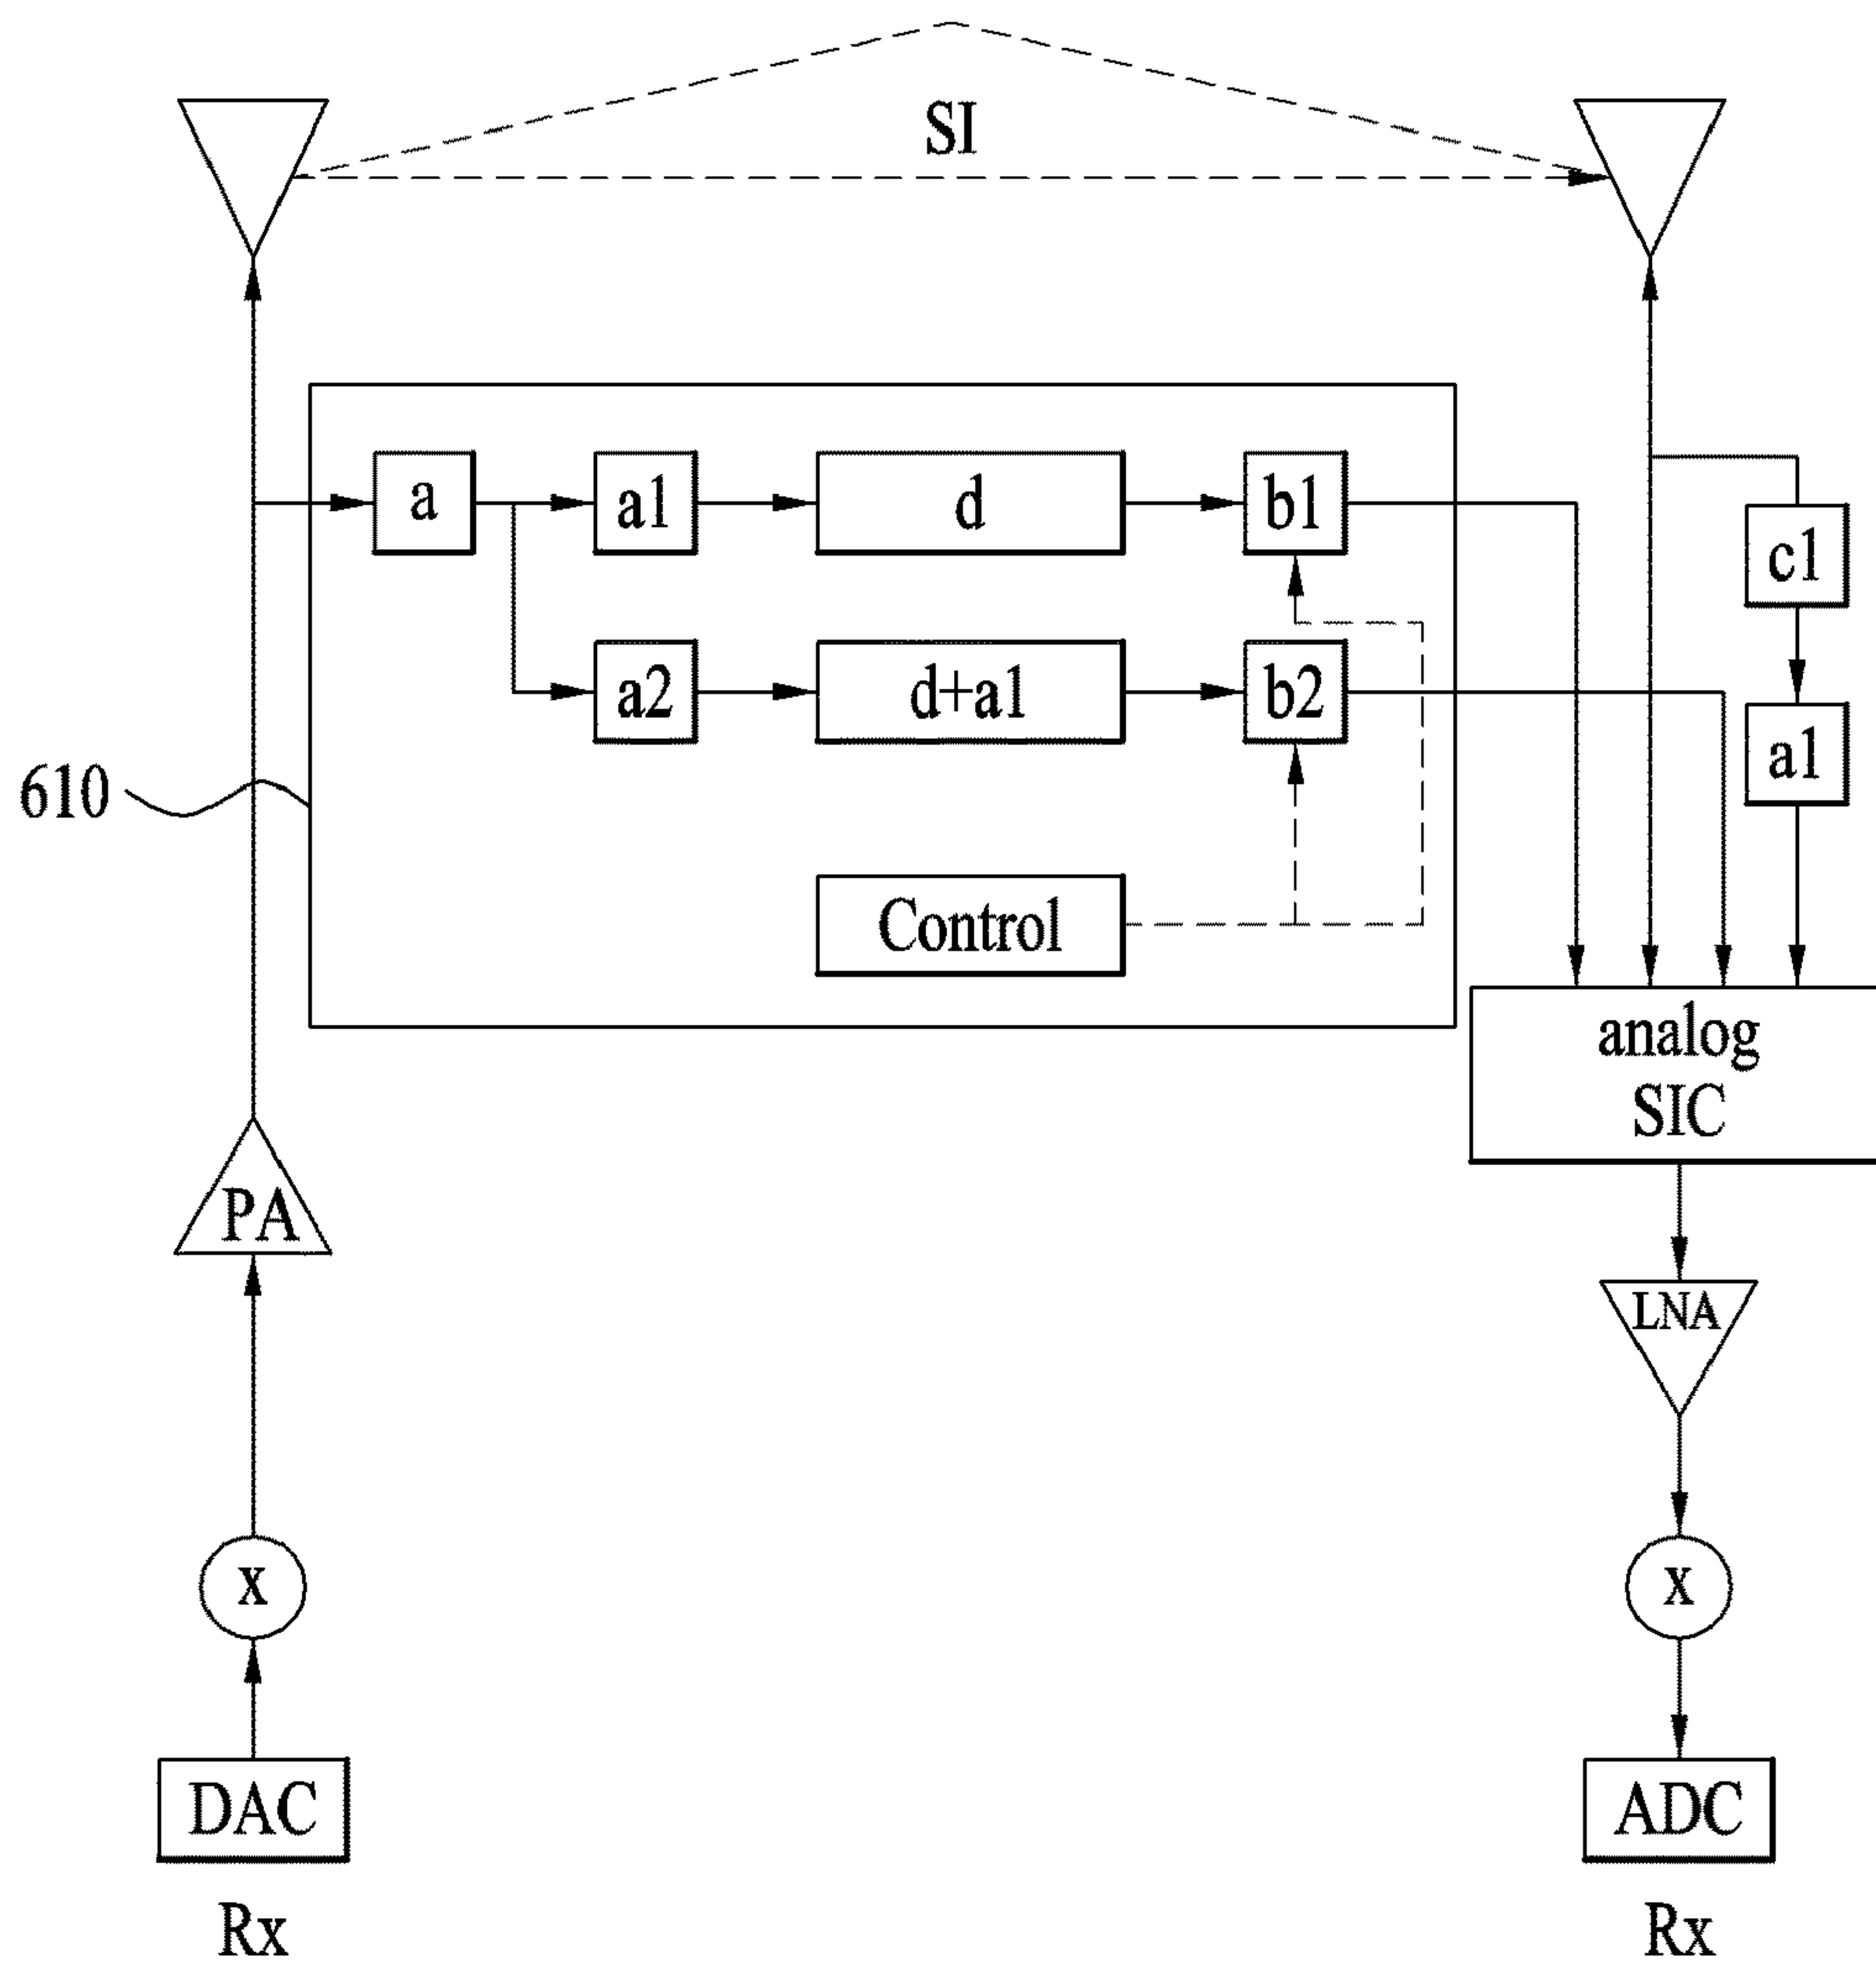 SI
a
a1
d
b1
c1
a2
d+a1
b2
a1
610
Control
analog
SIC
PA
LNA
x
x
DAC
ADC
Rx
Rx